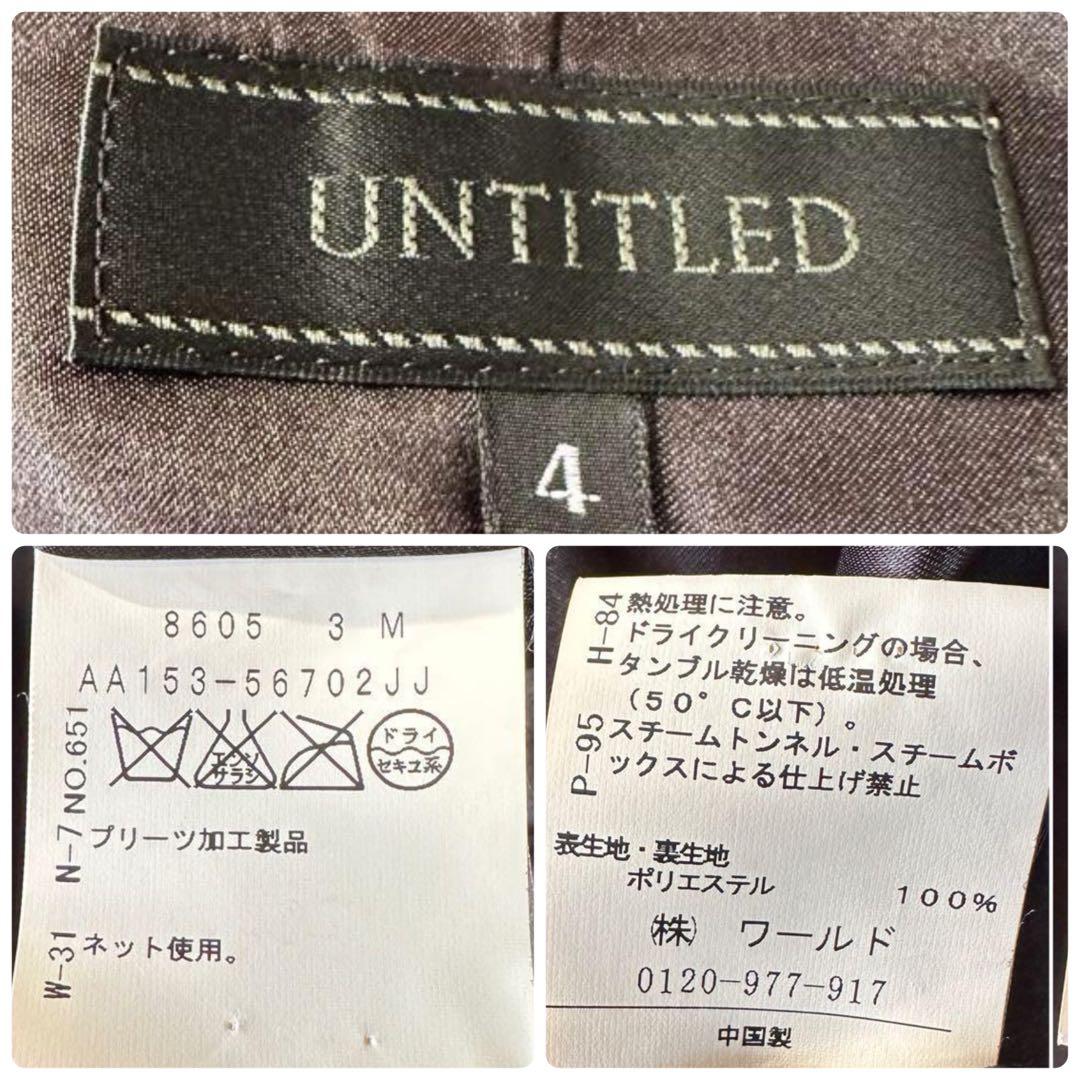 UNTITLED
4
8605 3 M
AA153-56702JJ
エンソ
サラシ
ドライ
セキユ系
N-7 NO.651
プリーツ加工製品
W-31
ネット使用。
H-84
熱処理に注意。
ドライクリーニングの場合、
タンブル乾燥は低温処理
(50°C以下)。
P-95
スチームトンネル・スチームボ
ックスによる仕上げ禁止
表生地・裏生地
ポリエステル 100%
㈱ ワールド
0120-977-917
中国製